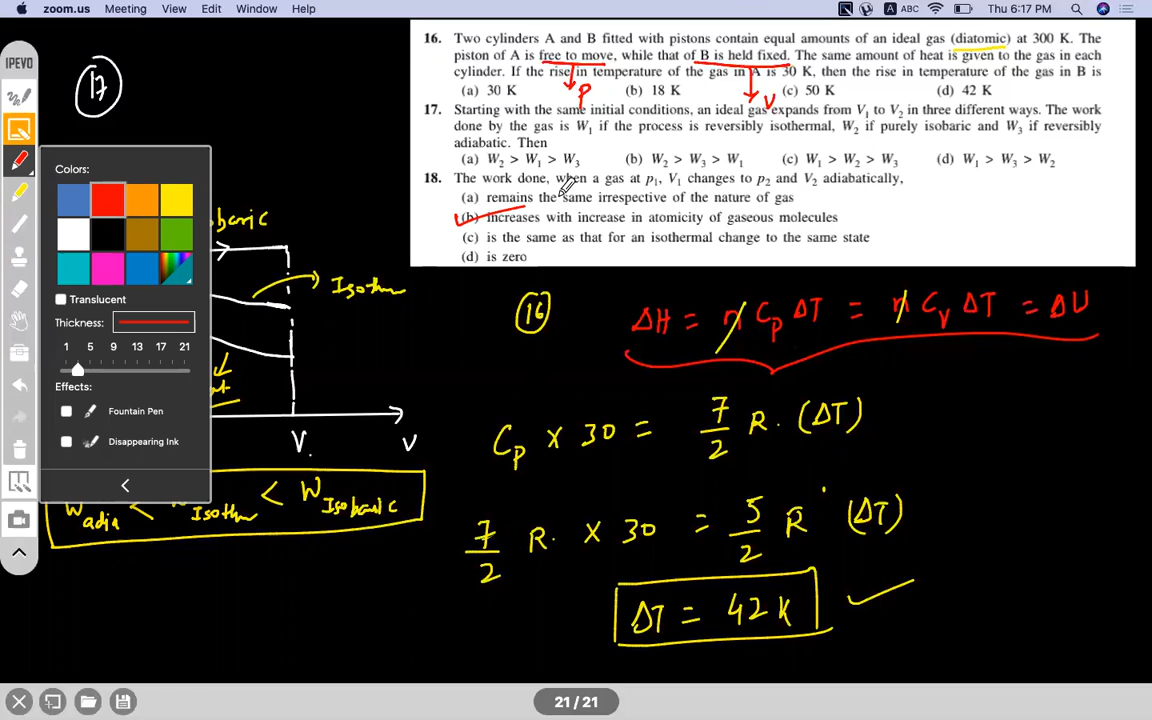 zoom.us Meeting View Edit Window Help
ABC Thu 6:17 PM
IPEVO
17
16. Two cylinders A and B fitted with pistons contain equal amounts of an ideal gas (diatomic) at 300 K. The
piston of A is free to move, while that of B is held fixed. The same amount of heat is given to the gas in each
cylinder. If the rise in temperature of the gas in A is 30 K, then the rise in temperature of the gas in B is
(a) 30 K (b) 18 K (c) 50 K (d) 42 K
P V
17. Starting with the same initial conditions, an ideal gas expands from V₁ to V₂ in three different ways. The work
done by the gas is W₁ if the process is reversibly isothermal, W₂ if purely isobaric and W₃ if reversibly
adiabatic. Then
(a) W₂ > W₁ > W₃ (b) W₂ > W₃ > W₁ (c) W₁ > W₂ > W₃ (d) W₁ > W₃ > W₂
18. The work done, when a gas at p₁, V₁ changes to p₂ and V₂ adiabatically,
(a) remains the same irrespective of the nature of gas
(b) increases with increase in atomicity of gaseous molecules
(c) is the same as that for an isothermal change to the same state
(d) is zero
Colors:
Translucent
Thickness:
1 5 9 13 17 21
Effects:
Fountain Pen
Disappearing Ink
baric
Isothm
V. V
W adia < Isothm < W Isobaric
16
ΔH = n Cp ΔT = n Cv ΔT = ΔU
Cp × 30 = 7/2 R. (ΔT)
7/2 R. × 30 = 5/2 R (ΔT)
ΔT = 42 K
21 / 21